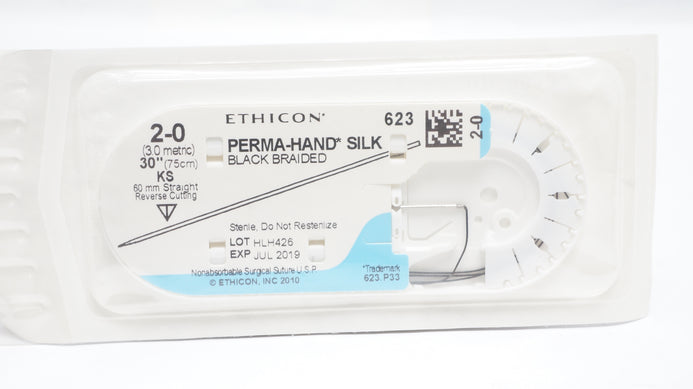 ETHICON*
623
2-0
2-0
(3.0 metric)
30" (75cm)
KS
60 mm Straight
Reverse Cutting
PERMA-HAND* SILK
BLACK BRAIDED
Sterile, Do Not Resterilize
LOT HLH426
EXP JUL 2019
Nonabsorbable Surgical Suture U.S.P.
© ETHICON, INC 2010
*Trademark
623.P33